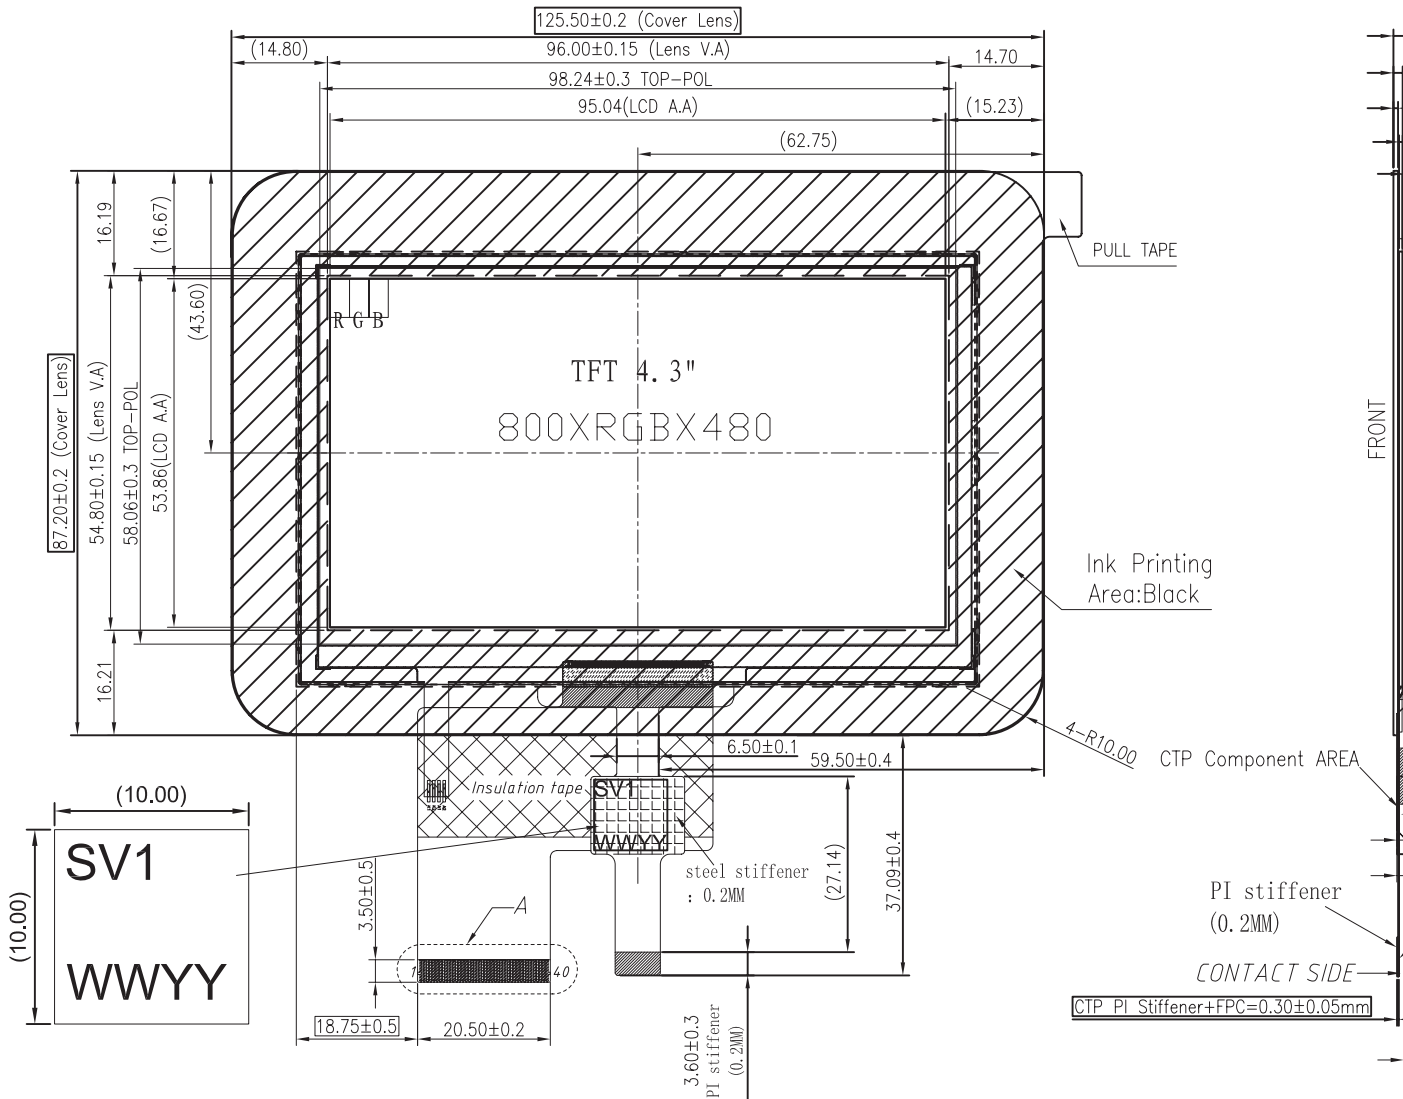 125.50±0.2 (Cover Lens)
(14.80)
96.00±0.15 (Lens V.A)
14.70
98.24±0.3 TOP-POL
95.04(LCD A.A)
(15.23)
(62.75)
16.19
(16.67)
(43.60)
87.20±0.2 (Cover Lens)
54.80±0.15 (Lens V.A)
58.06±0.3 TOP-POL
53.86(LCD A.A)
16.21
PULL TAPE
R G B
TFT 4.3"
800XRGBX480
FRONT
Ink Printing
Area:Black
4-R10.00
CTP Component AREA
6.50±0.1
59.50±0.4
Insulation tape
SV1
WWYY
(10.00)
(10.00)
SV1
WWYY
steel stiffener
: 0.2MM
(27.14)
37.09±0.4
3.50±0.5
A
1
40
18.75±0.5
20.50±0.2
3.60±0.3
PI stiffener
(0.2MM)
PI stiffener
(0.2MM)
CONTACT SIDE
CTP PI Stiffener+FPC=0.30±0.05mm